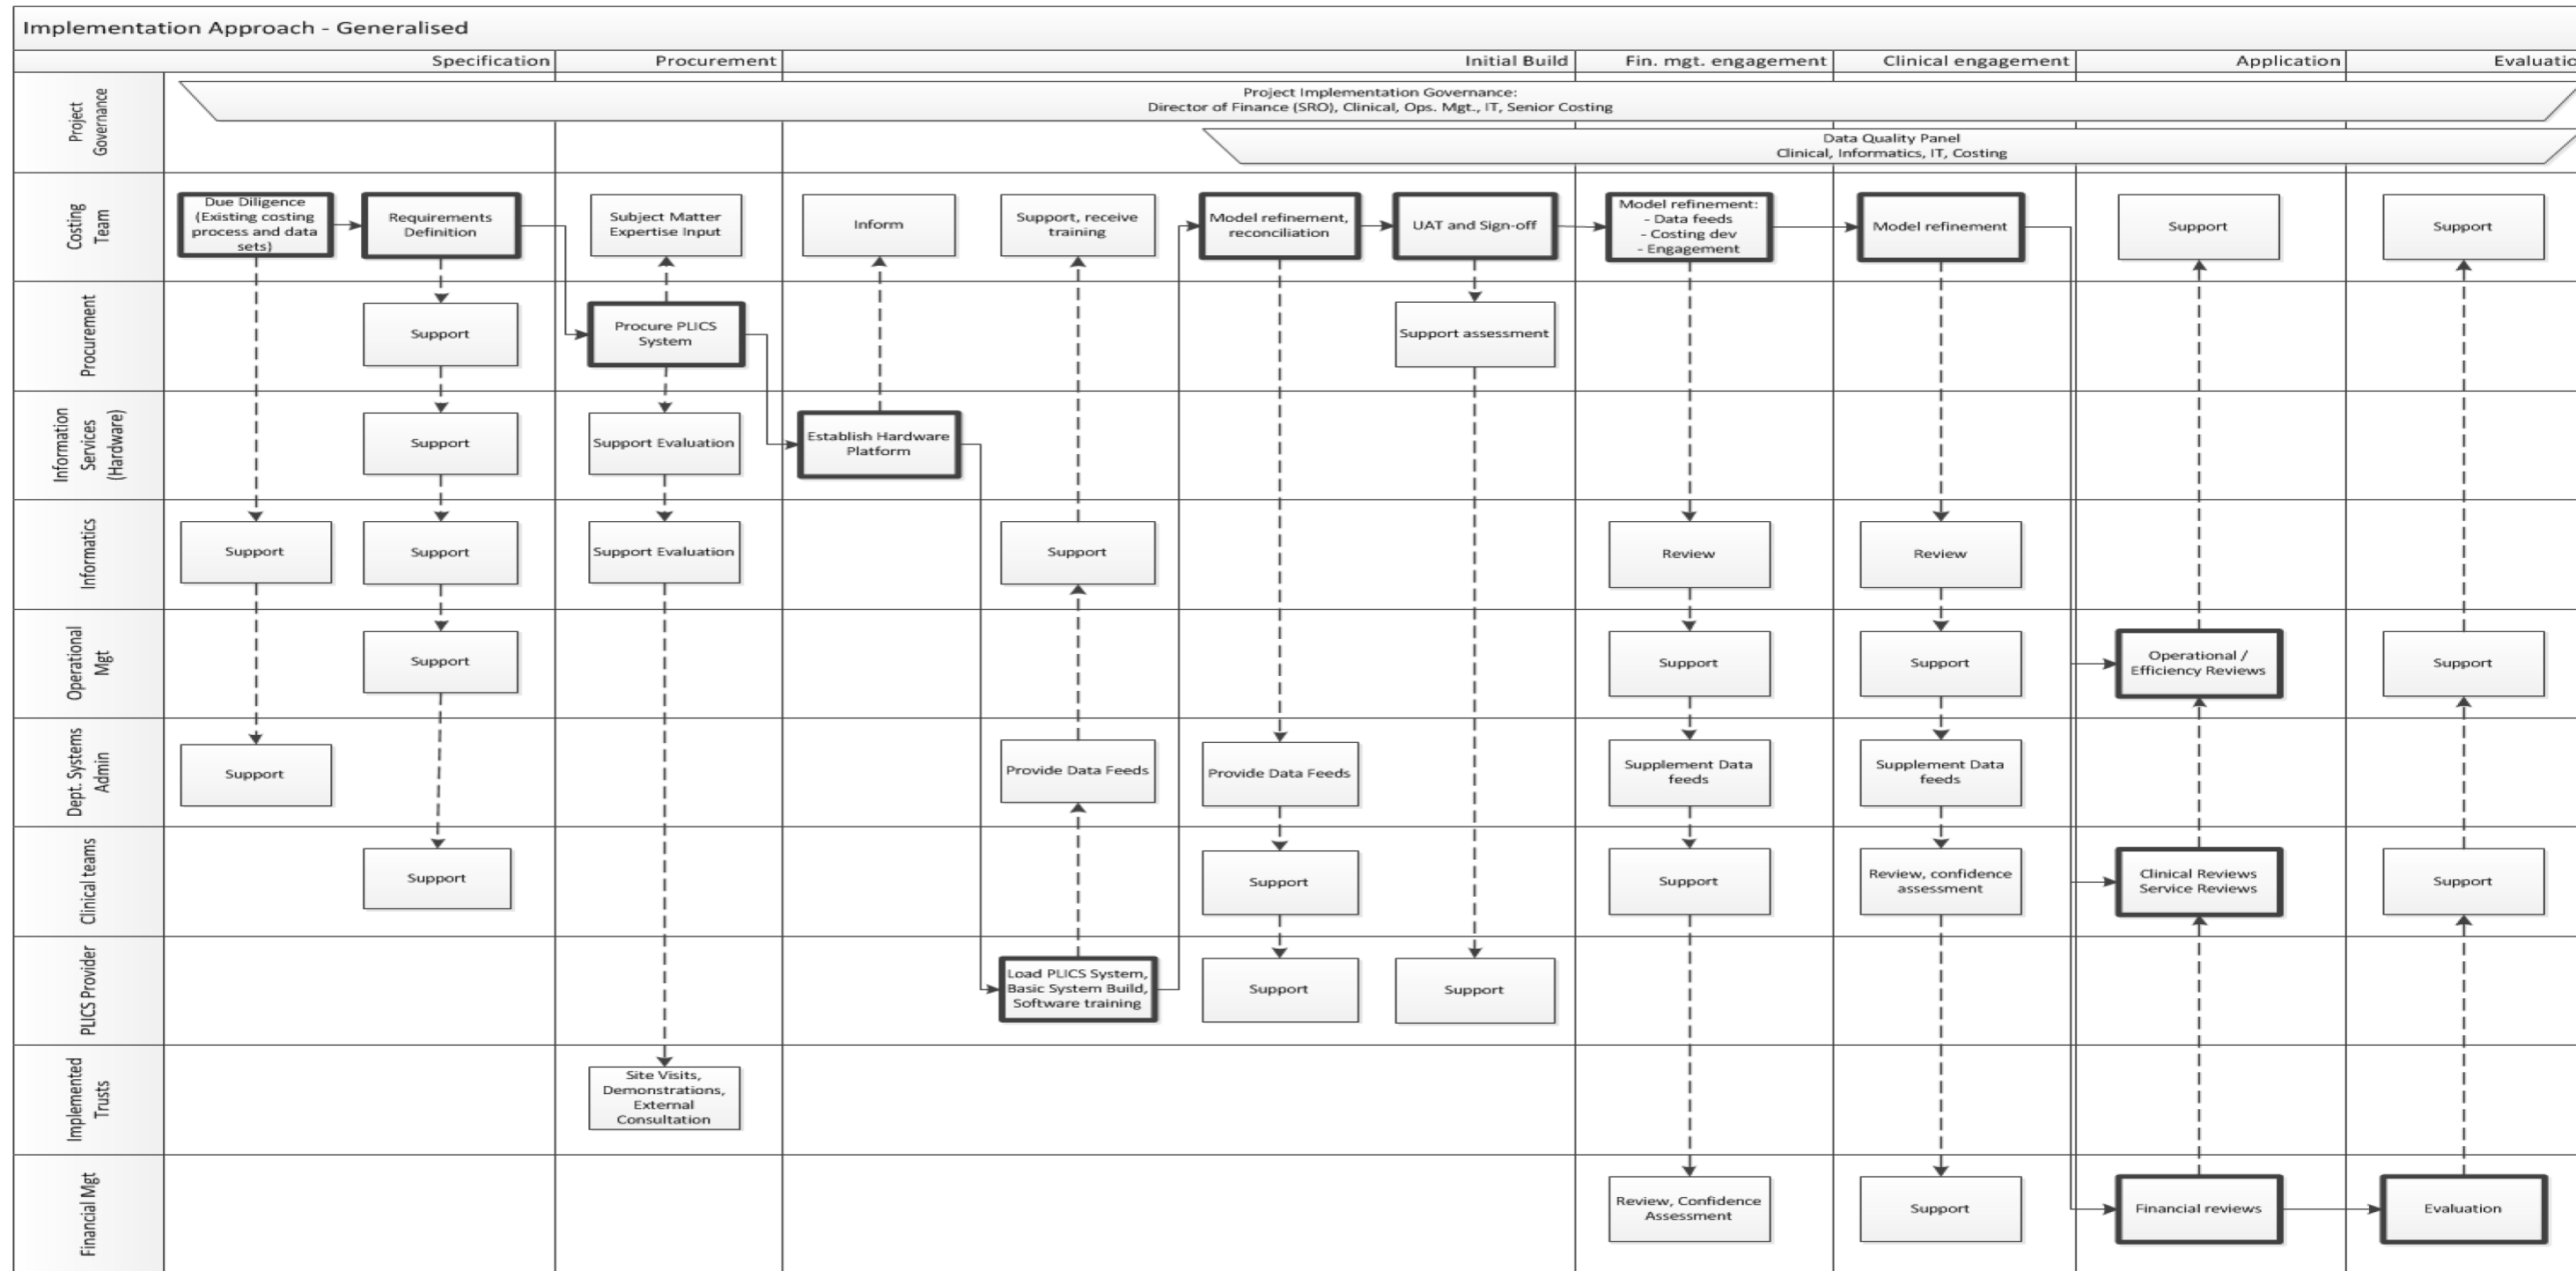 Implementation Approach - Generalised
Specification
Procurement
Initial Build
Fin. mgt. engagement
Clinical engagement
Application
Evaluatio
Project
Governance
Project Implementation Governance:
Director of Finance (SRO), Clinical, Ops. Mgt., IT, Senior Costing
Data Quality Panel
Clinical, Informatics, IT, Costing
Costing
Team
Due Diligence
(Existing costing
process and data
sets)
Requirements
Definition
Subject Matter
Expertise Input
Inform
Support, receive
training
Model refinement,
reconciliation
UAT and Sign-off
Model refinement:
- Data feeds
- Costing dev
- Engagement
Model refinement
Support
Support
Procurement
Support
Procure PLICS
System
Support assessment
Information
Services
(Hardware)
Support
Support Evaluation
Establish Hardware
Platform
Informatics
Support
Support
Support Evaluation
Support
Review
Review
Operational
Mgt
Support
Support
Support
Operational /
Efficiency Reviews
Support
Dept. Systems
Admin
Support
Provide Data Feeds
Provide Data Feeds
Supplement Data
feeds
Supplement Data
feeds
Clinical teams
Support
Support
Support
Review, confidence
assessment
Clinical Reviews
Service Reviews
Support
PLICS Provider
Load PLICS System,
Basic System Build,
Software training
Support
Support
Implemented
Trusts
Site Visits,
Demonstrations,
External
Consultation
Financial Mgt
Review, Confidence
Assessment
Support
Financial reviews
Evaluation